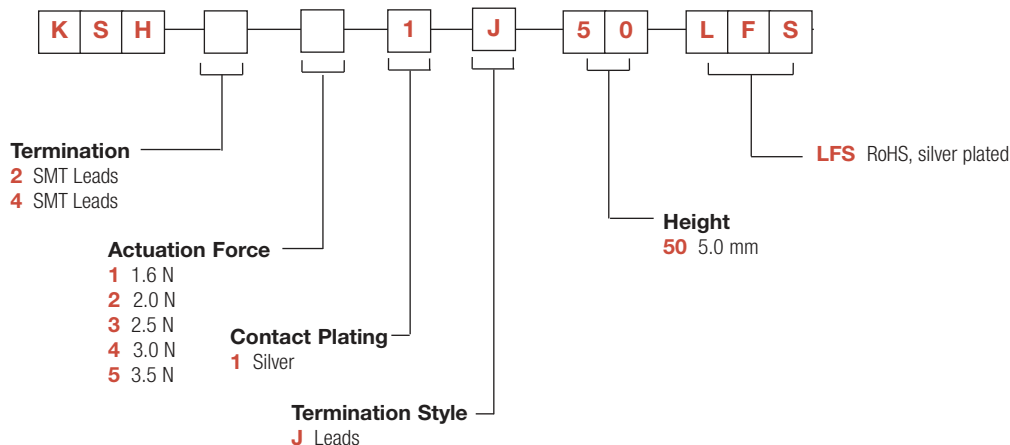 K S H 1 J 5 0 L F S
Termination
2 SMT Leads
4 SMT Leads
LFS RoHS, silver plated
Height
50 5.0 mm
Actuation Force
1 1.6 N
2 2.0 N
3 2.5 N
4 3.0 N
5 3.5 N
Contact Plating
1 Silver
Termination Style
J Leads